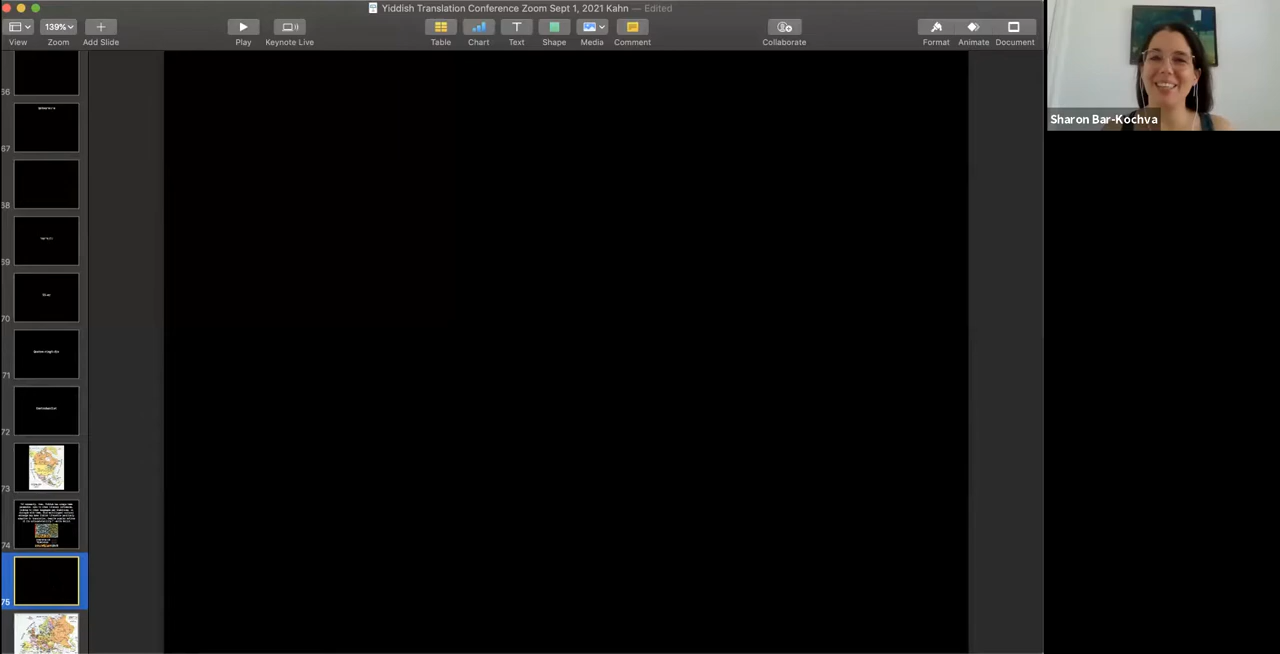 Yiddish Translation Conference Zoom Sept 1, 2021 Kahn — Edited
139%
View
Zoom
Add Slide
Play
Keynote Live
Table
Chart
Text
Shape
Media
Comment
Collaborate
Format
Animate
Document
Sharon Bar-Kochva
66
67
68
69
70
71
72
73
74
75